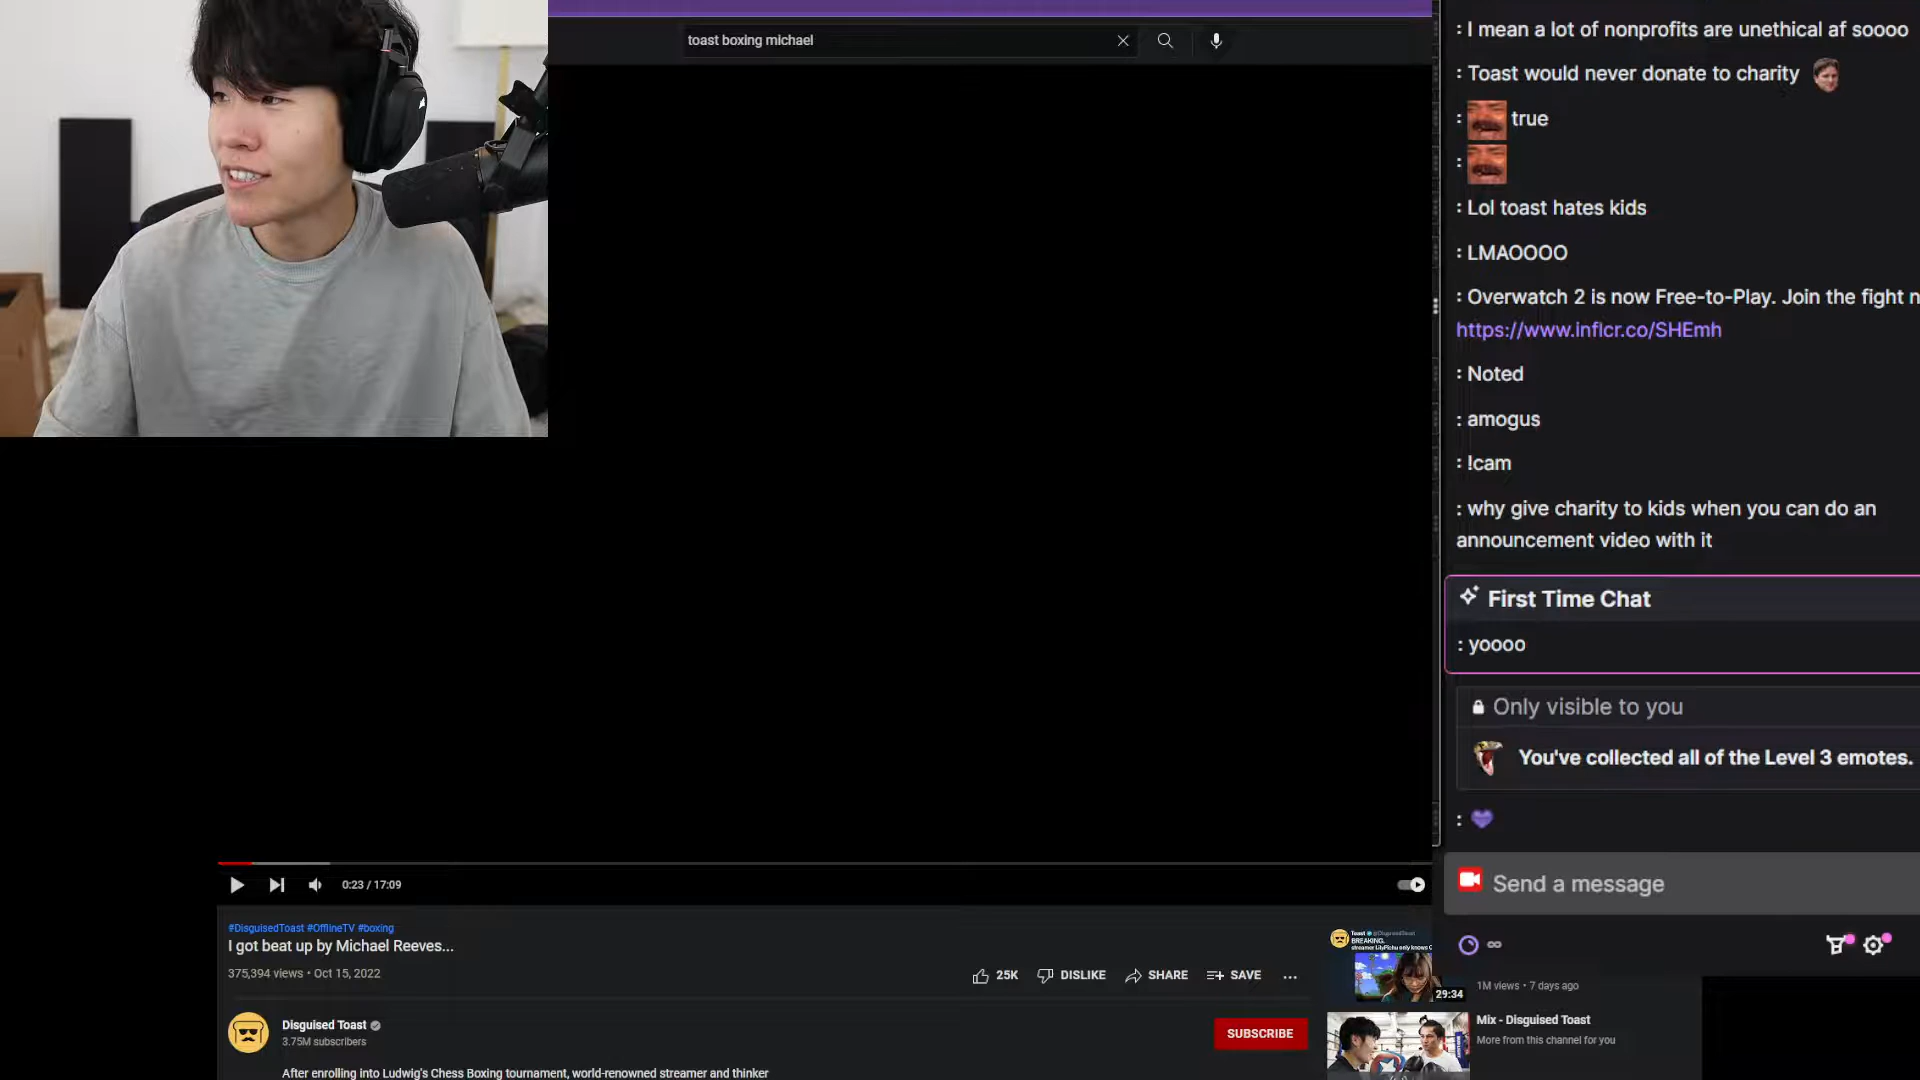 toast boxing michael
: I mean a lot of nonprofits are unethical af soooo
: Toast would never donate to charity
: true
:
: Lol toast hates kids
: LMAOOOO
: Overwatch 2 is now Free-to-Play. Join the fight n
https://www.inflcr.co/SHEmh
: Noted
: amogus
: !cam
: why give charity to kids when you can do an
announcement video with it
First Time Chat
: yoooo
Only visible to you
You've collected all of the Level 3 emotes.
:
Send a message
0:23 / 17:09
#DisguisedToast #OfflineTV #boxing
I got beat up by Michael Reeves...
375,394 views • Oct 15, 2022
25K
DISLIKE
SHARE
SAVE
...
Disguised Toast
3.75M subscribers
SUBSCRIBE
After enrolling into Ludwig's Chess Boxing tournament, world-renowned streamer and thinker
Toast @DisguisedToast
BREAKING,
streamer LilyPichu only knows
29:34
1M views • 7 days ago
Mix - Disguised Toast
More from this channel for you